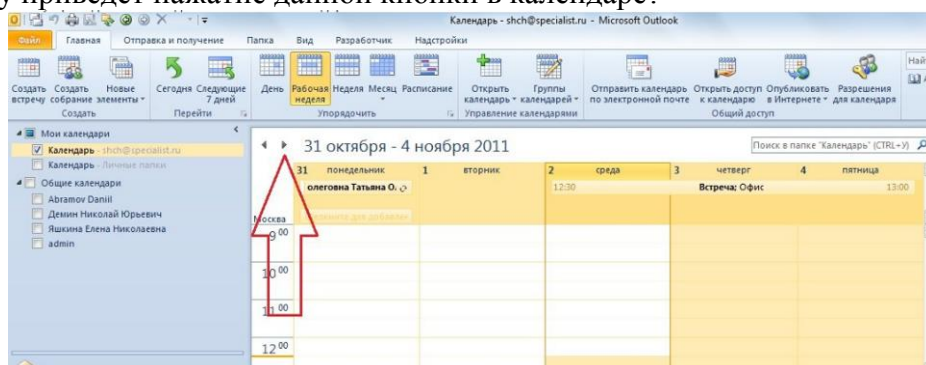 у приведет нажатие данной кнопки в календаре?
Календарь - shch@specialist.ru - Microsoft Outlook
Файл Главная Отправка и получение Папка Вид Разработчик Надстройки
Создать встречу
Создать собрание
Новые элементы
Сегодня
Следующие 7 дней
День
Рабочая неделя
Неделя
Месяц
Расписание
Открыть календарь
Группы календарей
Отправить календарь по электронной почте
Открыть доступ к календарю
Опубликовать в Интернете
Разрешения для календаря
Най
Создать Перейти Упорядочить Управление календарями Общий доступ
Мои календари
Календарь - shch@specialist.ru
Календарь - Личные папки
Общие календари
Abramov Daniil
Демин Николай Юрьевич
Яшкина Елена Николаевна
admin
31 октября - 4 ноября 2011
Поиск в папке "Календарь" (CTRL+У)
31 понедельник 1 вторник 2 среда 3 четверг 4 пятница
олеговна Татьяна О. 12:30 Встреча; Офис 13:00
Москва
9 00
10 00
11 00
12 00